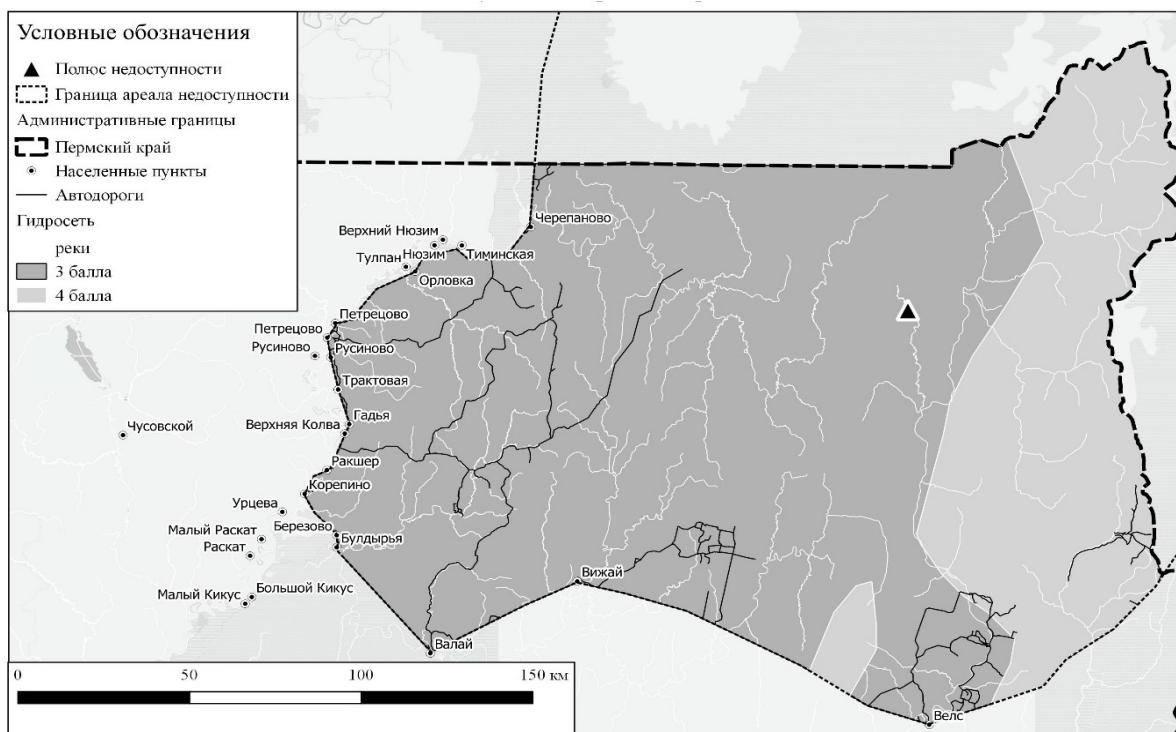 Условные обозначения
Полюс недоступности
Граница ареала недоступности
Административные границы
Пермский край
Населенные пункты
Автодороги
Гидросеть
реки
3 балла
4 балла
Черепаново
Верхний Нюзим
Нюзим
Тиминская
Тулпан
Орловка
Петрецово
Петрецово
Русиново
Русиново
Трактовая
Гадья
Верхняя Колва
Чусовской
Ракшер
Корепино
Урцева
Березово
Малый Раскат
Булдырья
Раскат
Вижай
Большой Кикус
Малый Кикус
Валай
Велс
0 50 100 150 км